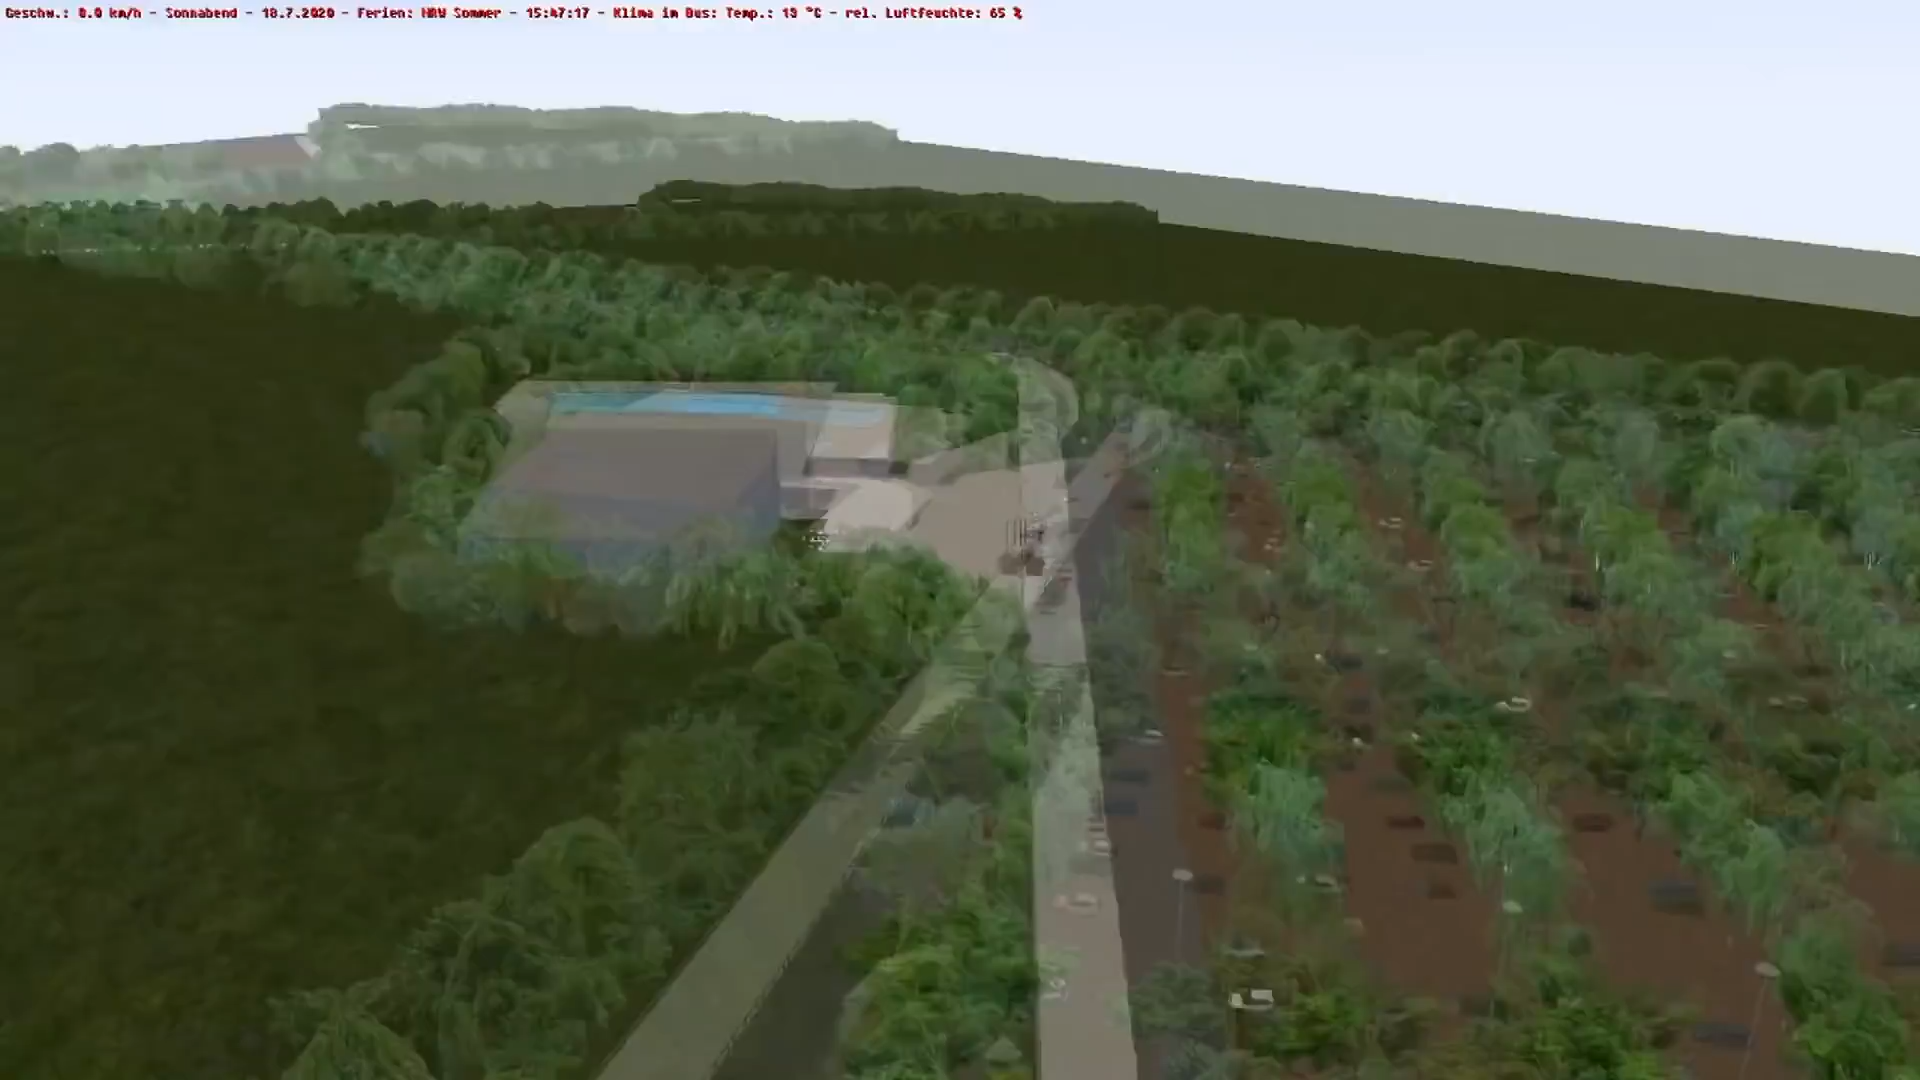 Geschw.: 0.0 km/h - Sonnabend - 18.7.2020 - Ferien: NRW Sommer - 15:47:17 - Klima im Bus: Temp.: 19 °C - rel. Luftfeuchte: 65 %